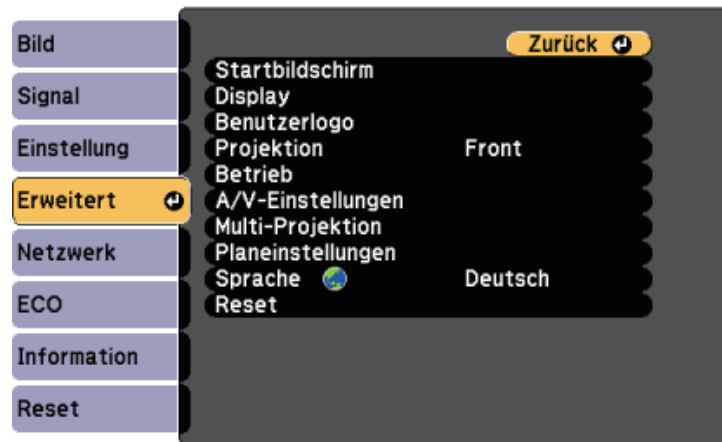 Bild
Signal
Einstellung
Erweitert
Netzwerk
ECO
Information
Reset
Zurück
Startbildschirm
Display
Benutzerlogo
Projektion Front
Betrieb
A/V-Einstellungen
Multi-Projektion
Planeinstellungen
Sprache Deutsch
Reset